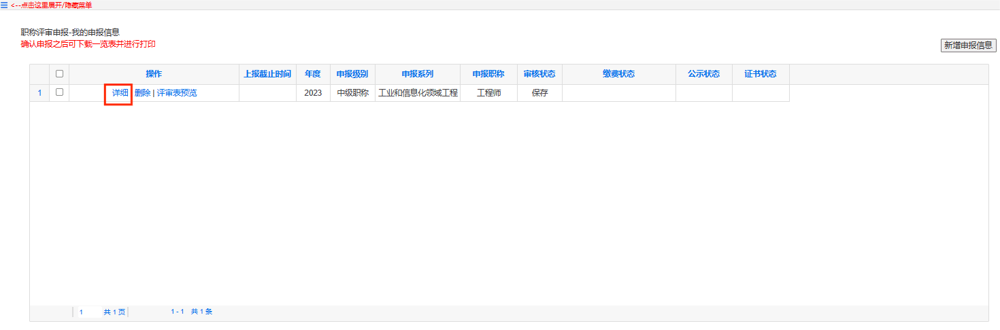 <--点击这里展开/隐藏菜单
职称评审申报-我的申报信息
确认申报之后可下载一览表并进行打印
新增申报信息
操作 上报截止时间 年度 申报级别 申报系列 申报职称 审核状态 缴费状态 公示状态 证书状态
1 详细 删除 | 评审表预览 2023 中级职称 工业和信息化领域工程 工程师 保存
1 共 1 页 1 - 1 共 1 条